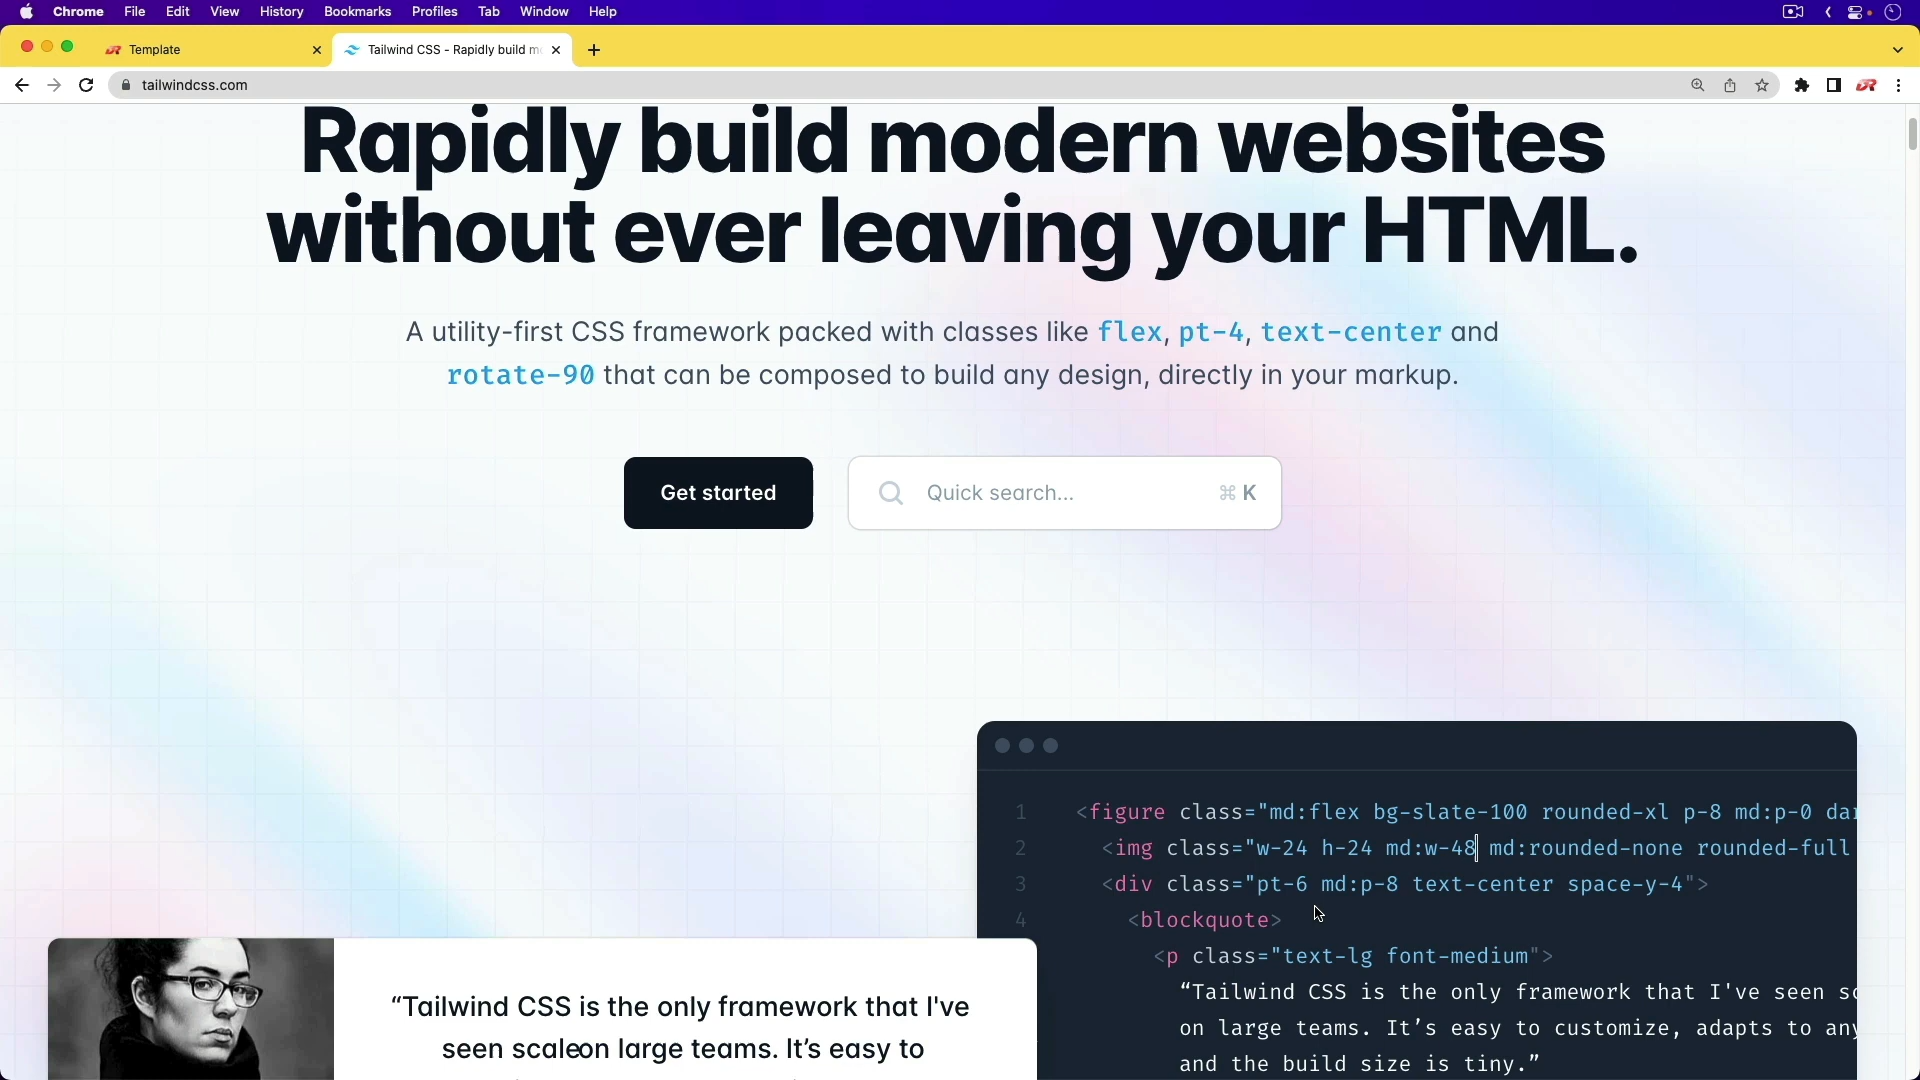 Chrome File Edit View History Bookmarks Profiles Tab Window Help
Template
Tailwind CSS - Rapidly build m
tailwindcss.com
Rapidly build modern websites
without ever leaving your HTML.
A utility-first CSS framework packed with classes like flex, pt-4, text-center and
rotate-90 that can be composed to build any design, directly in your markup.
Get started
Quick search...
⌘ K
1 <figure class="md:flex bg-slate-100 rounded-xl p-8 md:p-0 dar
2 <img class="w-24 h-24 md:w-48 md:rounded-none rounded-full
3 <div class="pt-6 md:p-8 text-center space-y-4">
4 <blockquote>
<p class="text-lg font-medium">
“Tailwind CSS is the only framework that I've seen sc
on large teams. It’s easy to customize, adapts to any
and the build size is tiny.”
“Tailwind CSS is the only framework that I've
seen scaleon large teams. It’s easy to